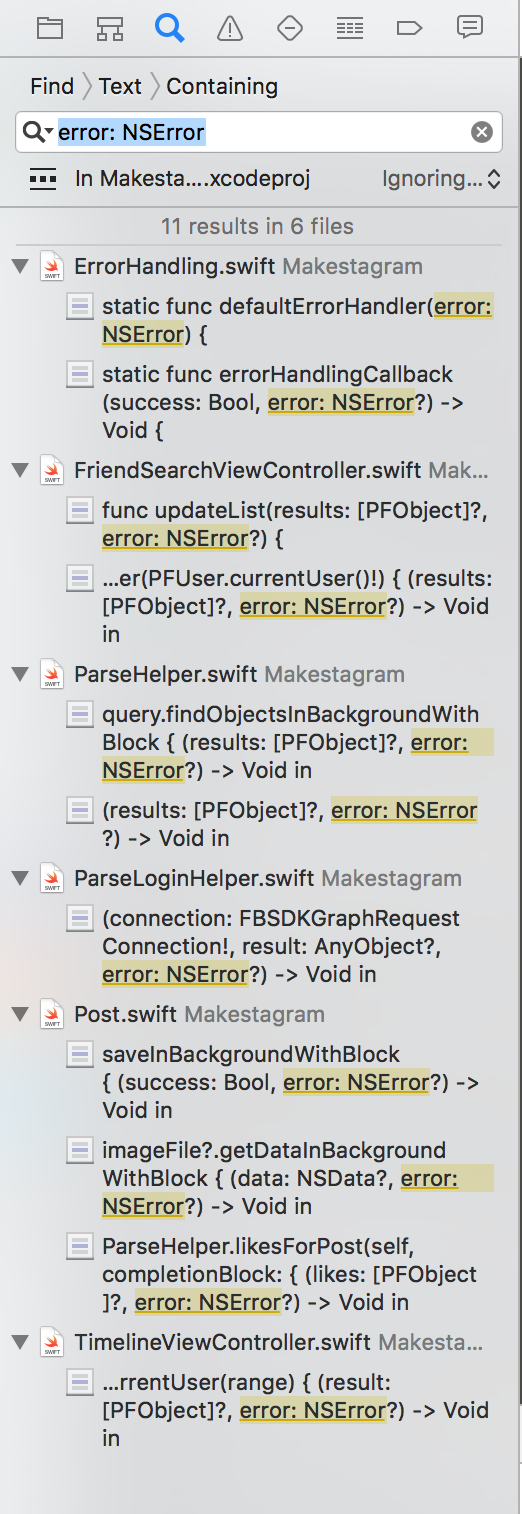 Find > Text > Containing
error: NSError
In Makesta....xcodeproj Ignoring...
11 results in 6 files
ErrorHandling.swift Makestagram
static func defaultErrorHandler(error:
NSError) {
static func errorHandlingCallback
(success: Bool, error: NSError?) ->
Void {
FriendSearchViewController.swift Mak...
func updateList(results: [PFObject]?,
error: NSError?) {
...er(PFUser.currentUser()!) { (results:
[PFObject]?, error: NSError?) -> Void
in
ParseHelper.swift Makestagram
query.findObjectsInBackgroundWith
Block { (results: [PFObject]?, error:
NSError?) -> Void in
(results: [PFObject]?, error: NSError
?) -> Void in
ParseLoginHelper.swift Makestagram
(connection: FBSDKGraphRequest
Connection!, result: AnyObject?,
error: NSError?) -> Void in
Post.swift Makestagram
saveInBackgroundWithBlock
{ (success: Bool, error: NSError?) ->
Void in
imageFile?.getDataInBackground
WithBlock { (data: NSData?, error:
NSError?) -> Void in
ParseHelper.likesForPost(self,
completionBlock: { (likes: [PFObject
]?, error: NSError?) -> Void in
TimelineViewController.swift Makesta...
...rrentUser(range) { (result:
[PFObject]?, error: NSError?) -> Void
in